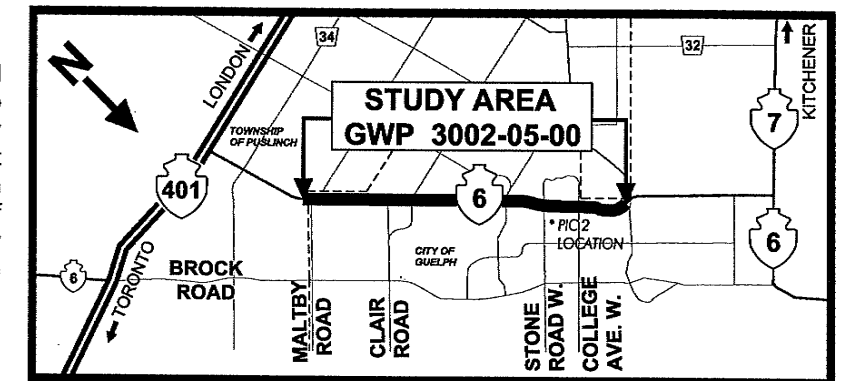 N
LONDON
34
32
KITCHENER
STUDY AREA
GWP 3002-05-00
7
TOWNSHIP
OF PUSLINCH
401
6
* PIC 2
LOCATION
CITY OF
GUELPH
6
6
TORONTO
BROCK
ROAD
MALTBY
ROAD
CLAIR
ROAD
STONE
ROAD W.
COLLEGE
AVE. W.